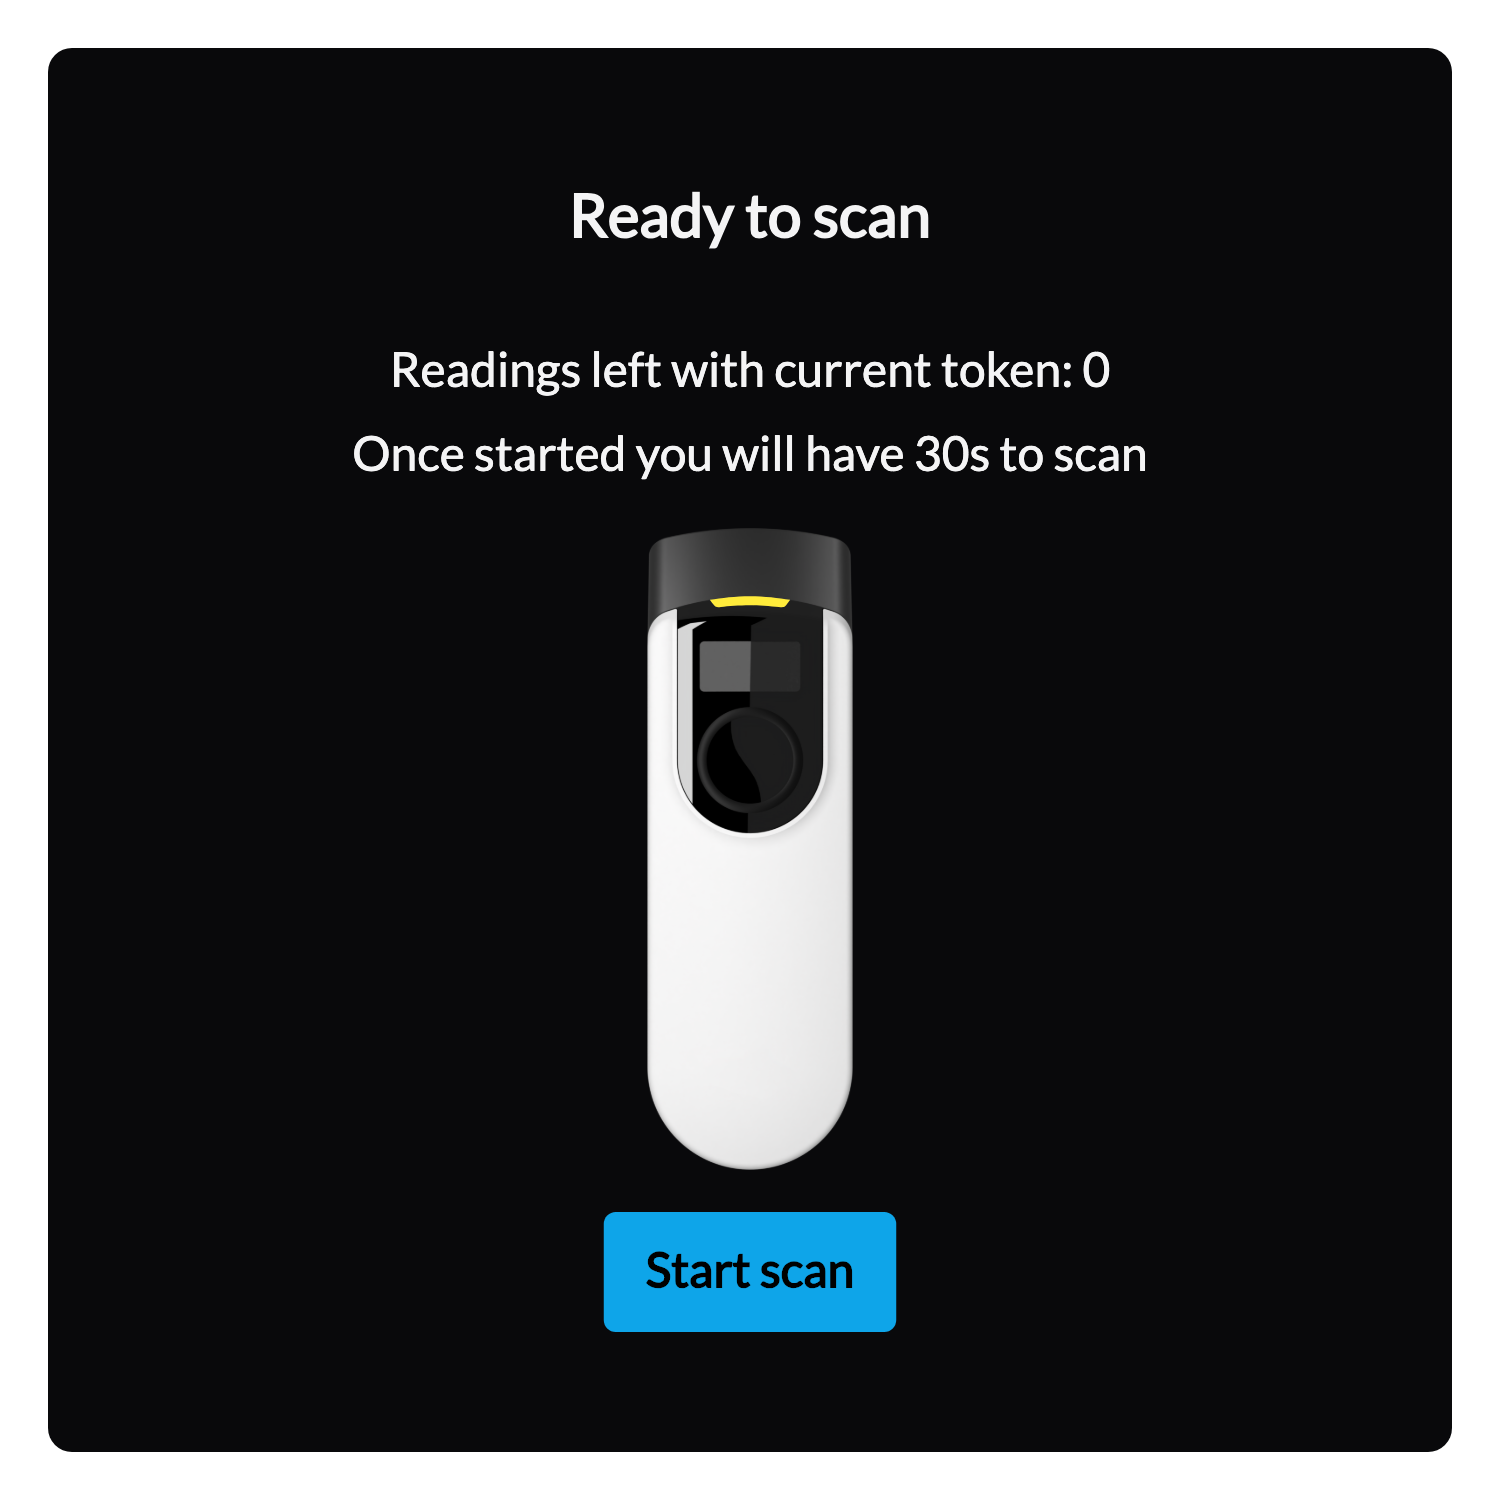 Ready to scan
Readings left with current token: 0
Once started you will have 30s to scan
Start scan